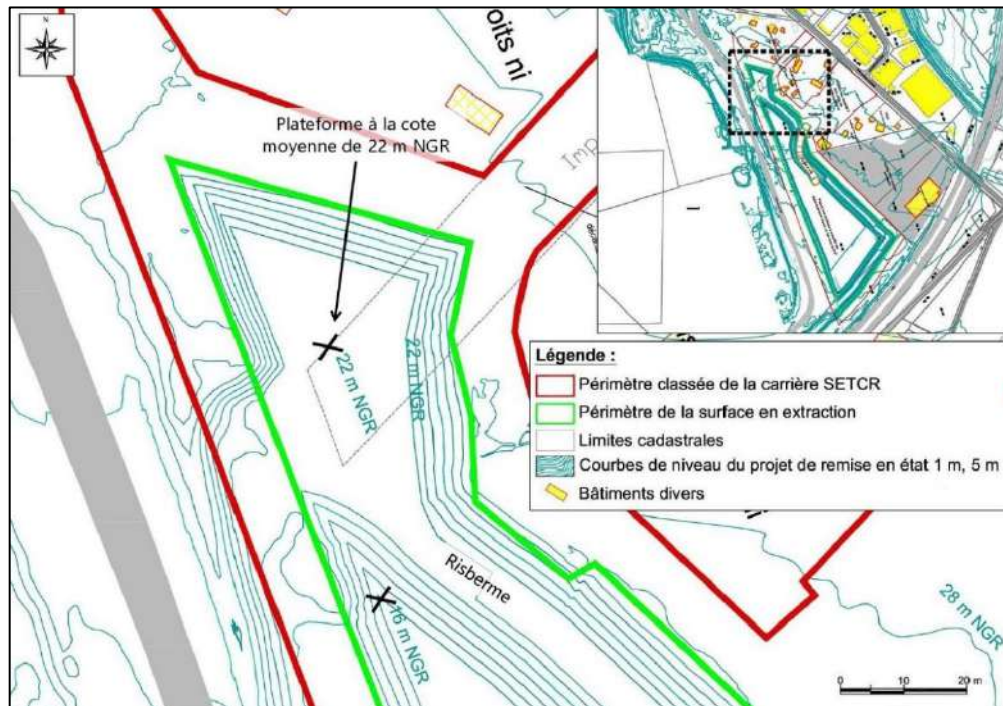 N
oits ni
Plateforme à la cote
moyenne de 22 m NGR
Imp
22 m NGR
22 m NGR
Légende :
Périmètre classée de la carrière SETCR
Périmètre de la surface en extraction
Limites cadastrales
Courbes de niveau du projet de remise en état 1 m, 5 m
Bâtiments divers
Risberme
16 m NGR
28 m NGR
0 10 20 m